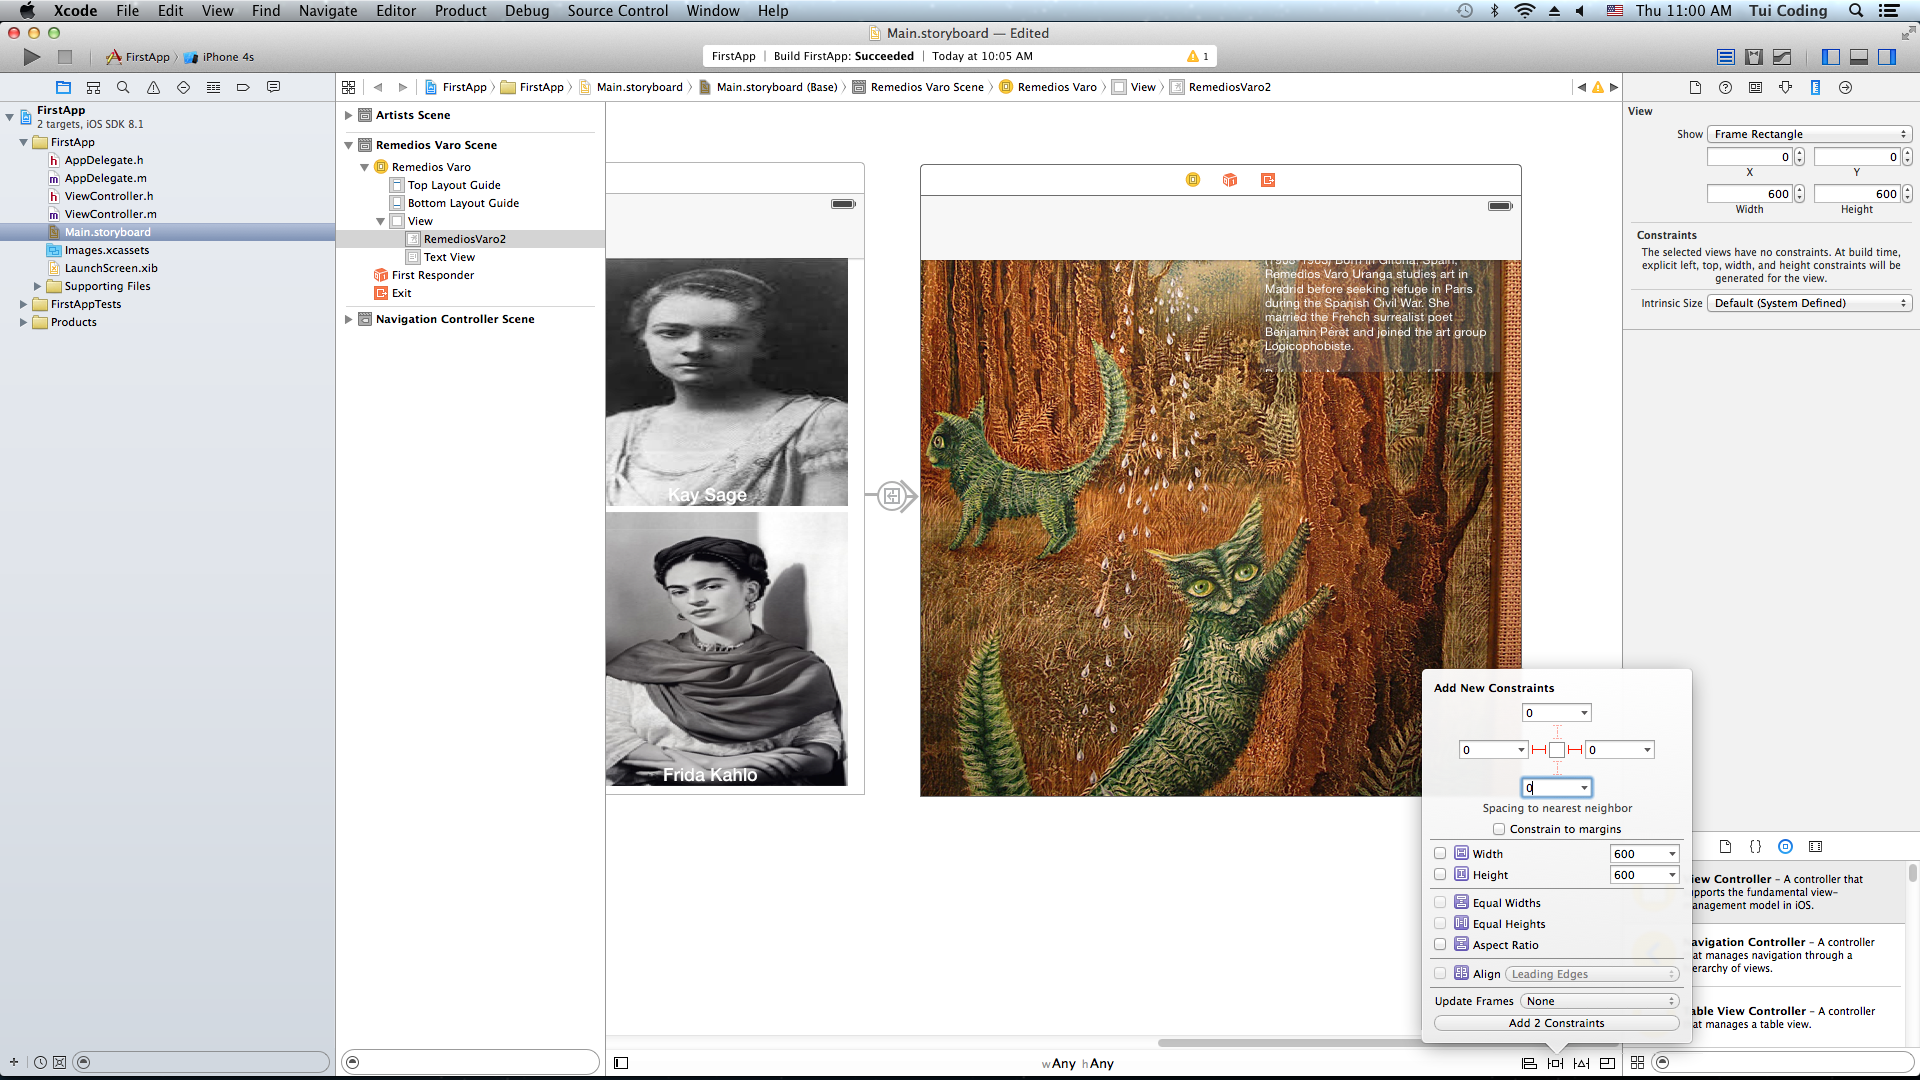 Xcode File Edit View Find Navigate Editor Product Debug Source Control Window Help Thu 11:00 AM Tui Coding
Main.storyboard — Edited
FirstApp iPhone 4s
FirstApp | Build FirstApp: Succeeded | Today at 10:05 AM 1
FirstApp FirstApp Main.storyboard Main.storyboard (Base) Remedios Varo Scene Remedios Varo View RemediosVaro2
FirstApp
2 targets, iOS SDK 8.1
FirstApp
h AppDelegate.h
m AppDelegate.m
h ViewController.h
m ViewController.m
Main.storyboard
Images.xcassets
LaunchScreen.xib
Supporting Files
FirstAppTests
Products
Artists Scene
Remedios Varo Scene
Remedios Varo
Top Layout Guide
Bottom Layout Guide
View
RemediosVaro2
Text View
First Responder
Exit
Navigation Controller Scene
Kay Sage
Frida Kahlo
(1908-1963) Born in Girona, Spain,
Remedios Varo Uranga studies art in
Madrid before seeking refuge in Paris
during the Spanish Civil War. She
married the French surrealist poet
Benjamin Péret and joined the art group
Logicophobiste.
wAny hAny
View
Show Frame Rectangle
0 0
X Y
600 600
Width Height
Constraints
The selected views have no constraints. At build time,
explicit left, top, width, and height constraints will be
generated for the view.
Intrinsic Size Default (System Defined)
Add New Constraints
0
0 0
0
Spacing to nearest neighbor
Constrain to margins
Width 600
Height 600
Equal Widths
Equal Heights
Aspect Ratio
Align Leading Edges
Update Frames None
Add 2 Constraints
{}
iew Controller – A controller that
pports the fundamental view-
anagement model in iOS.
avigation Controller – A controller
at manages navigation through a
erarchy of views.
able View Controller – A controller
at manages a table view.